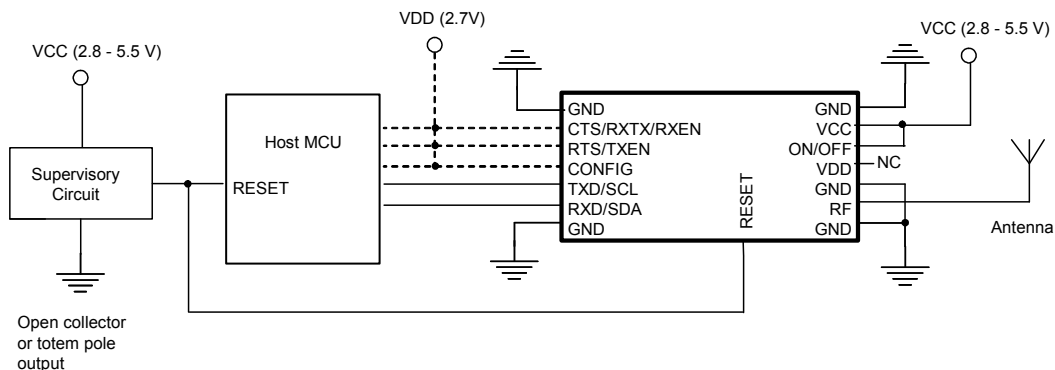 VCC (2.8 - 5.5 V)
VDD (2.7V)
VCC (2.8 - 5.5 V)
Supervisory
Circuit
Host MCU
RESET
GND
CTS/RXTX/RXEN
RTS/TXEN
CONFIG
TXD/SCL
RXD/SDA
GND
RESET
GND
VCC
ON/OFF
VDD
GND
RF
GND
NC
Antenna
Open collector
or totem pole
output